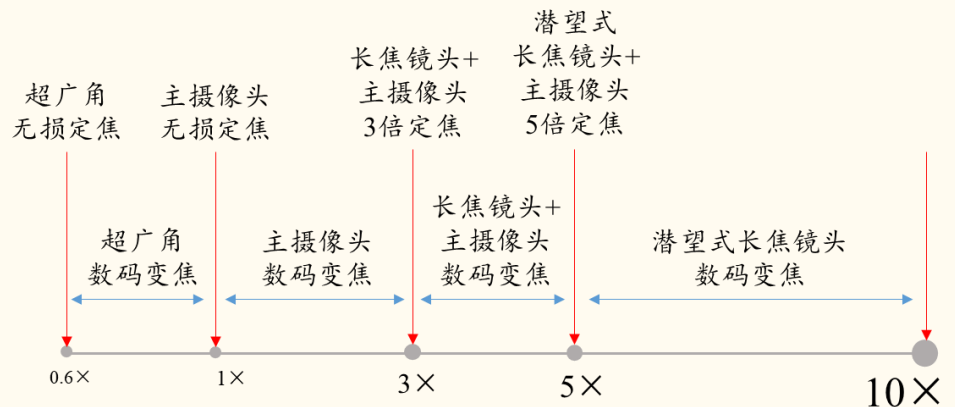 超广角
无损定焦
主摄像头
无损定焦
长焦镜头+
主摄像头
3倍定焦
潜望式
长焦镜头+
主摄像头
5倍定焦
超广角
数码变焦
主摄像头
数码变焦
长焦镜头+
主摄像头
数码变焦
潜望式长焦镜头
数码变焦
0.6×
1×
3×
5×
10×